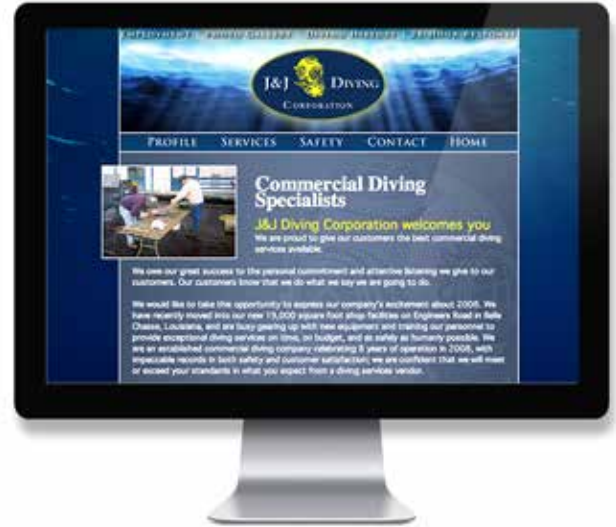 Employment Photo Gallery Diving Heroes
J&J Diving
Corporation
Profile Services Safety Contact Home
Commercial Diving
Specialists
J&J Diving Corporation welcomes you
We are proud to give our customers the best commercial diving
services available.
We owe our great success to the personal commitment and attentive listening we give to our
customers. Our customers know that we do what we say we are going to do.
We would like to take this opportunity to express our company's excitement about 2008. We
have recently moved into our new 15,000 square foot shop facilities on Engineers Road in Belle
Chasse, Louisiana, and are busy gearing up with new equipment and training our personnel to
provide exceptional diving services on time, on budget, and as safely as humanly possible. We
are an established commercial diving company celebrating 8 years of operation in 2008, with
impeccable records in both safety and customer satisfaction; we are confident that we will meet
or exceed your standards in what you expect from a diving services vendor.